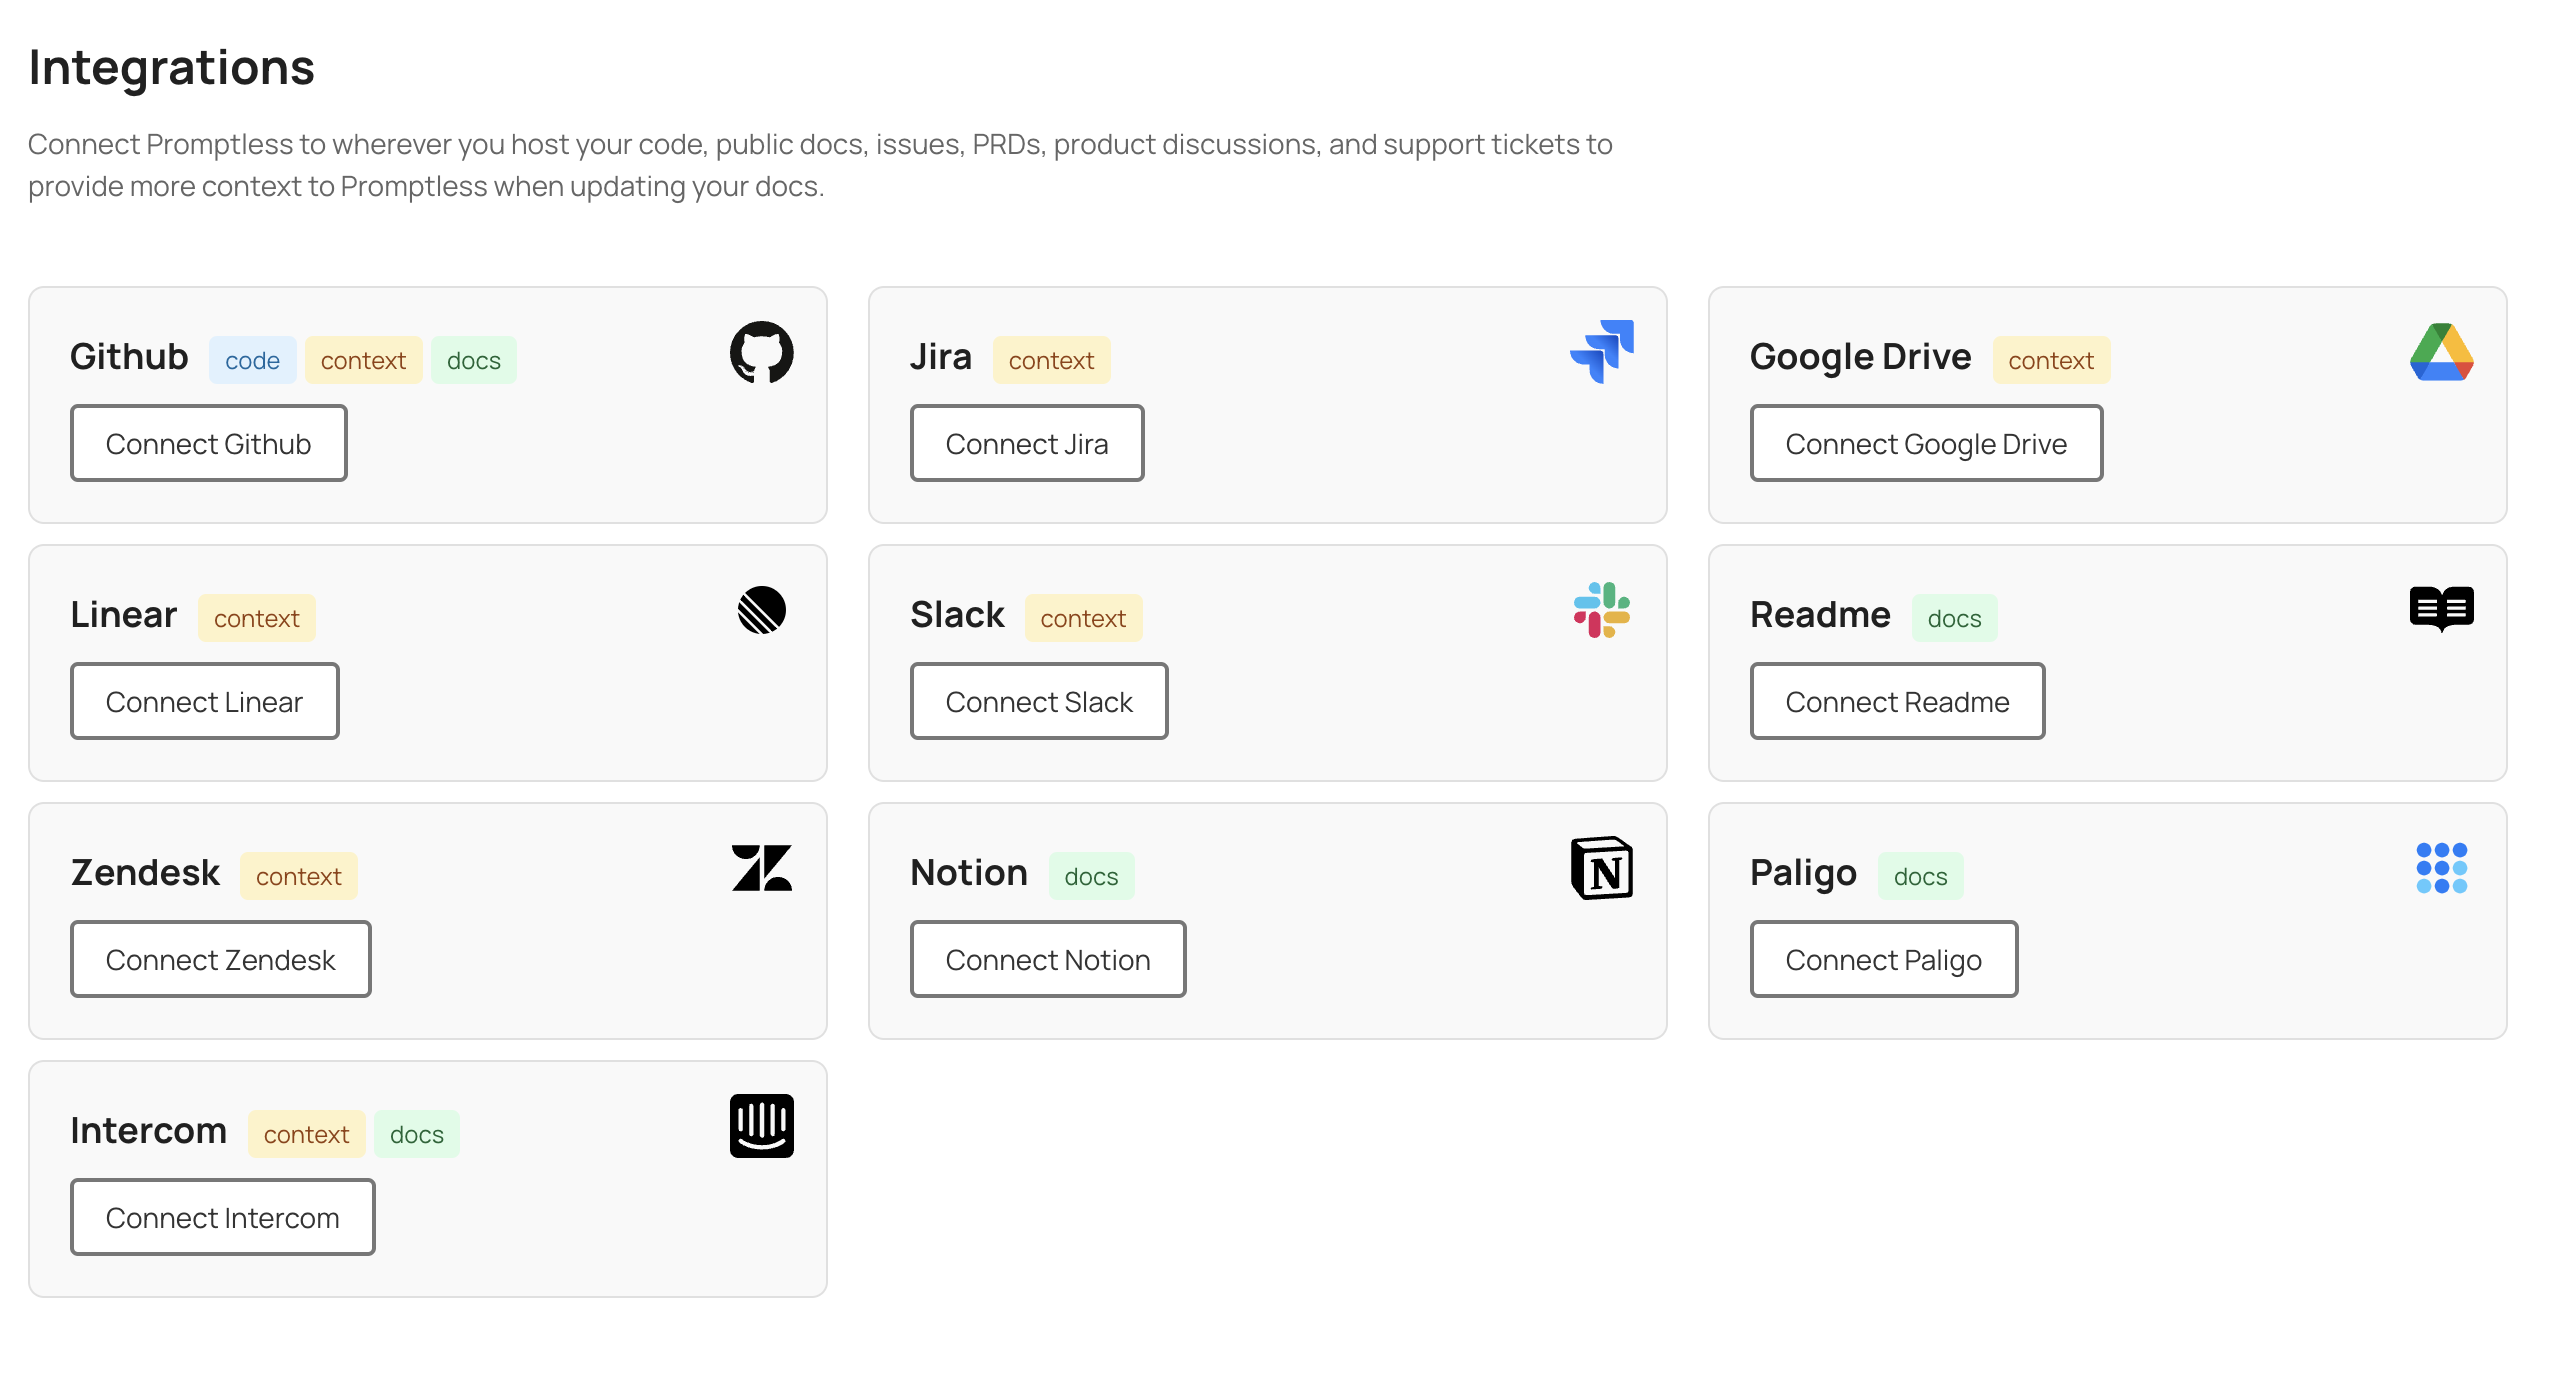 Integrations
Connect Promptless to wherever you host your code, public docs, issues, PRDs, product discussions, and support tickets to
provide more context to Promptless when updating your docs.
Github code context docs
Connect Github
Jira context
Connect Jira
Google Drive context
Connect Google Drive
Linear context
Connect Linear
Slack context
Connect Slack
Readme docs
Connect Readme
Zendesk context
Connect Zendesk
Notion docs
N
Connect Notion
Paligo docs
Connect Paligo
Intercom context docs
Connect Intercom